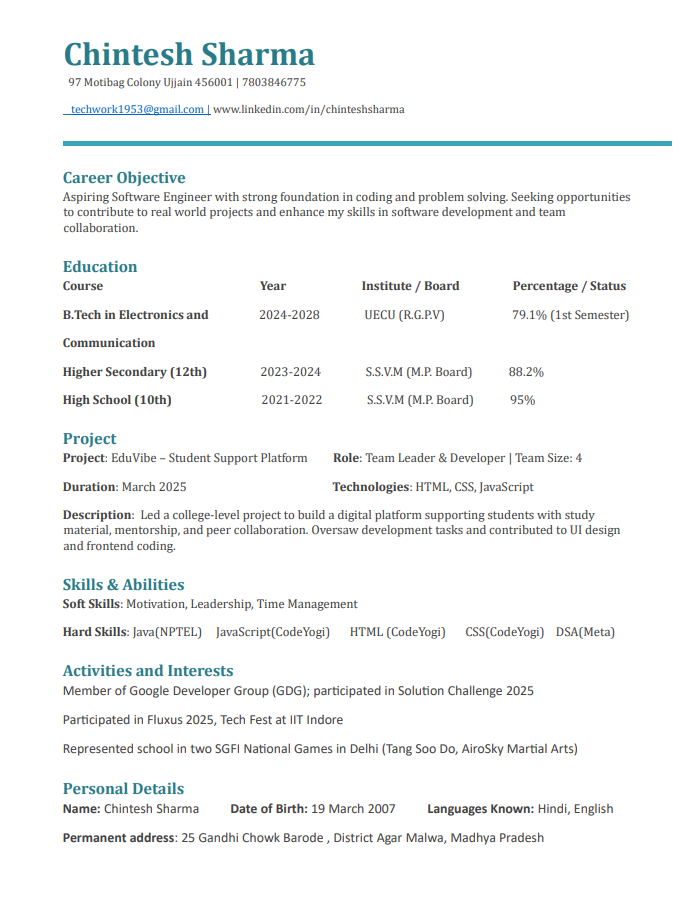 Chintesh Sharma
97 Motibag Colony Ujjain 456001 | 7803846775
techwork1953@gmail.com | www.linkedin.com/in/chinteshsharma
Career Objective
Aspiring Software Engineer with strong foundation in coding and problem solving. Seeking opportunities
to contribute to real world projects and enhance my skills in software development and team
collaboration.
Education
Course Year Institute / Board Percentage / Status
B.Tech in Electronics and 2024-2028 UECU (R.G.P.V) 79.1% (1st Semester)
Communication
Higher Secondary (12th) 2023-2024 S.S.V.M (M.P. Board) 88.2%
High School (10th) 2021-2022 S.S.V.M (M.P. Board) 95%
Project
Project: EduVibe – Student Support Platform Role: Team Leader & Developer | Team Size: 4
Duration: March 2025 Technologies: HTML, CSS, JavaScript
Description: Led a college-level project to build a digital platform supporting students with study
material, mentorship, and peer collaboration. Oversaw development tasks and contributed to UI design
and frontend coding.
Skills & Abilities
Soft Skills: Motivation, Leadership, Time Management
Hard Skills: Java(NPTEL) JavaScript(CodeYogi) HTML (CodeYogi) CSS(CodeYogi) DSA(Meta)
Activities and Interests
Member of Google Developer Group (GDG); participated in Solution Challenge 2025
Participated in Fluxus 2025, Tech Fest at IIT Indore
Represented school in two SGFI National Games in Delhi (Tang Soo Do, AiroSky Martial Arts)
Personal Details
Name: Chintesh Sharma Date of Birth: 19 March 2007 Languages Known: Hindi, English
Permanent address: 25 Gandhi Chowk Barode , District Agar Malwa, Madhya Pradesh